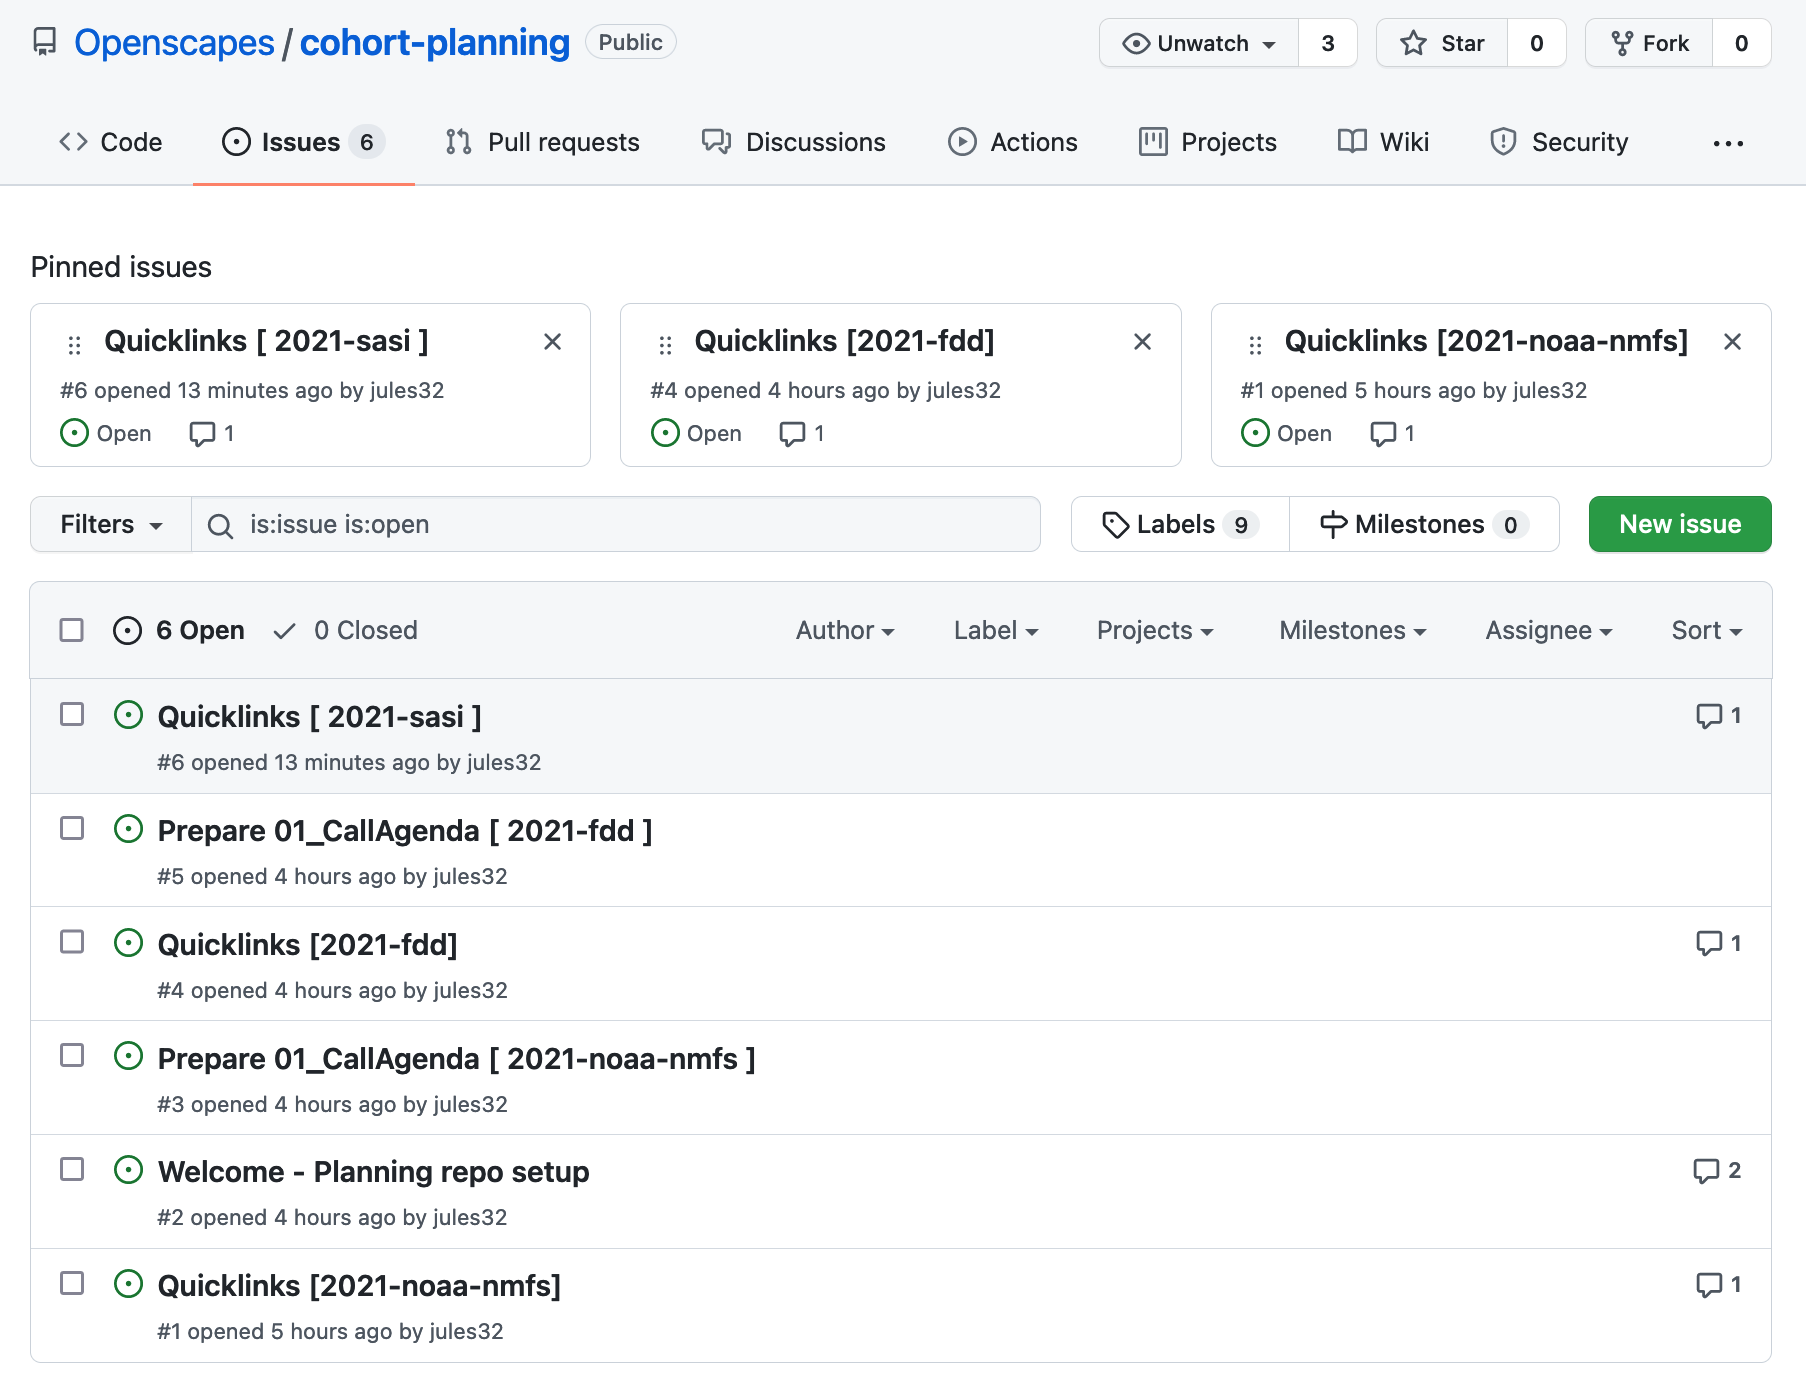 Openscapes / cohort-planning Public Unwatch 3 Star 0 Fork 0
Code Issues 6 Pull requests Discussions Actions Projects Wiki Security ...
Pinned issues
Quicklinks [ 2021-sasi ]
#6 opened 13 minutes ago by jules32
Open 1
Quicklinks [2021-fdd]
#4 opened 4 hours ago by jules32
Open 1
Quicklinks [2021-noaa-nmfs]
#1 opened 5 hours ago by jules32
Open 1
Filters is:issue is:open Labels 9 Milestones 0 New issue
6 Open 0 Closed Author Label Projects Milestones Assignee Sort
Quicklinks [ 2021-sasi ] 1
#6 opened 13 minutes ago by jules32
Prepare 01_CallAgenda [ 2021-fdd ]
#5 opened 4 hours ago by jules32
Quicklinks [2021-fdd] 1
#4 opened 4 hours ago by jules32
Prepare 01_CallAgenda [ 2021-noaa-nmfs ]
#3 opened 4 hours ago by jules32
Welcome - Planning repo setup 2
#2 opened 4 hours ago by jules32
Quicklinks [2021-noaa-nmfs] 1
#1 opened 5 hours ago by jules32